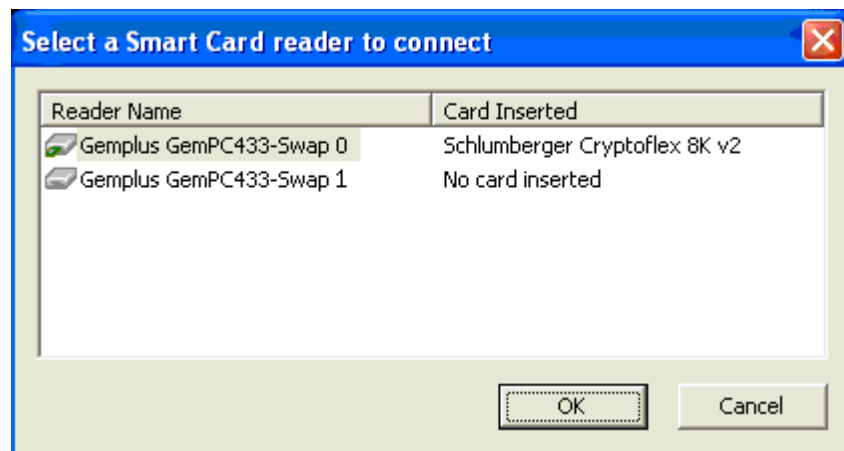 Select a Smart Card reader to connect
Reader Name Card Inserted
Gemplus GemPC433-Swap 0 Schlumberger Cryptoflex 8K v2
Gemplus GemPC433-Swap 1 No card inserted
OK Cancel